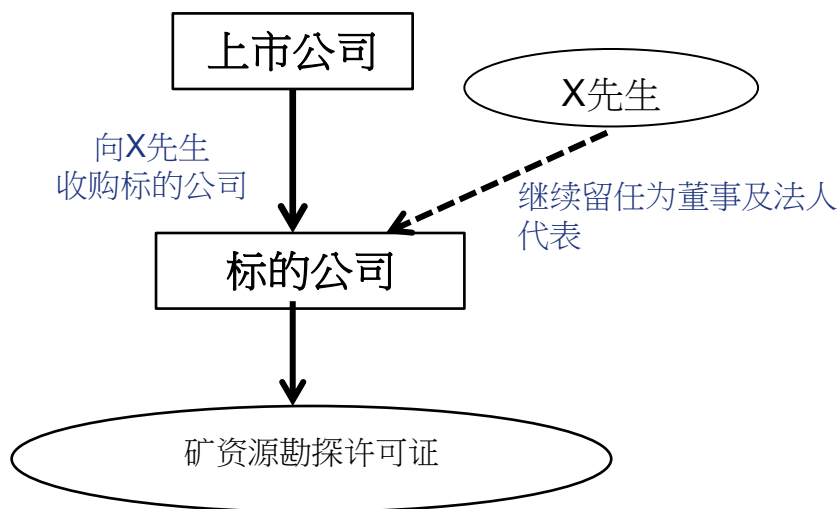 上市公司
X先生
向X先生
收购标的公司
继续留任为董事及法人
代表
标的公司
矿资源勘探许可证